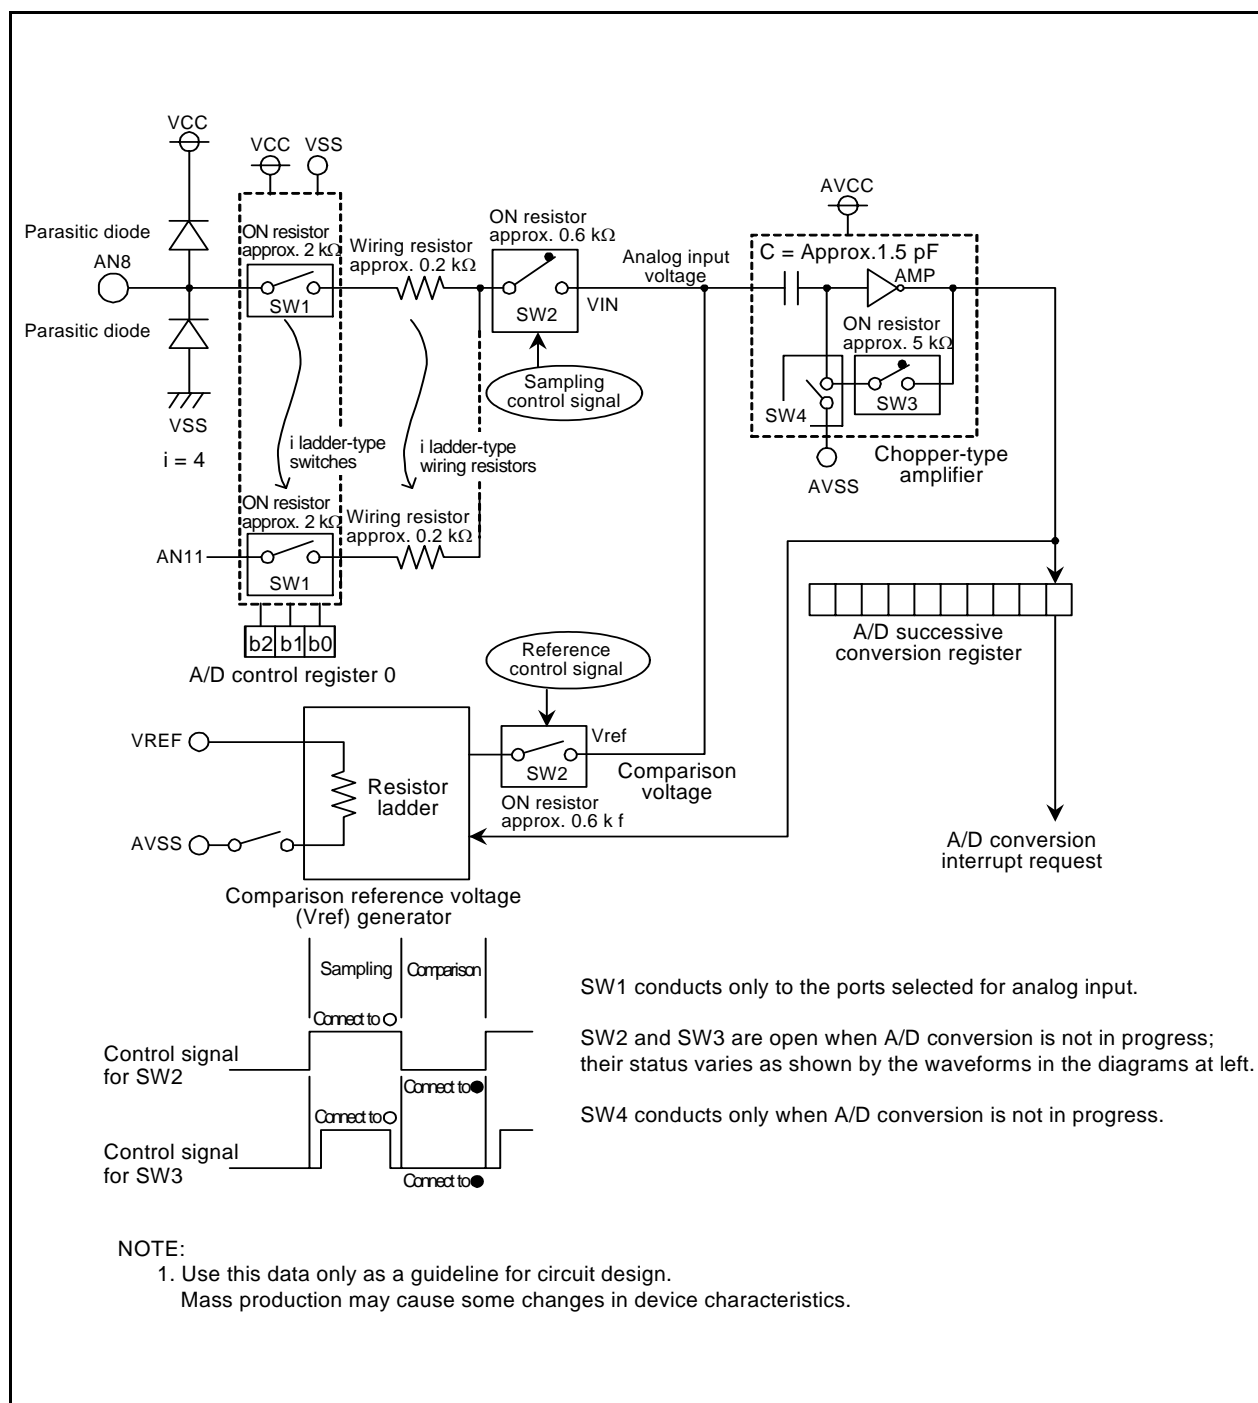 VCC
VCC
VSS
Parasitic diode
AN8
Parasitic diode
VSS
i = 4
ON resistor
approx. 2 kΩ
SW1
Wiring resistor
approx. 0.2 kΩ
ON resistor
approx. 0.6 kΩ
SW2
VIN
Sampling
control signal
Analog input
voltage
AVCC
C = Approx.1.5 pF
AMP
ON resistor
approx. 5 kΩ
SW3
SW4
AVSS
Chopper-type
amplifier
i ladder-type
switches
i ladder-type
wiring resistors
ON resistor
approx. 2 kΩ
Wiring resistor
approx. 0.2 kΩ
AN11
SW1
b2 b1 b0
A/D control register 0
A/D successive
conversion register
Reference
control signal
VREF
AVSS
Resistor
ladder
Vref
SW2
ON resistor
approx. 0.6 k f
Comparison
voltage
A/D conversion
interrupt request
Comparison reference voltage
(Vref) generator
Sampling
Comparison
Connect to
Control signal
for SW2
Connect to
Connect to
Control signal
for SW3
Connect to
SW1 conducts only to the ports selected for analog input.
SW2 and SW3 are open when A/D conversion is not in progress;
their status varies as shown by the waveforms in the diagrams at left.
SW4 conducts only when A/D conversion is not in progress.
NOTE:
1. Use this data only as a guideline for circuit design.
Mass production may cause some changes in device characteristics.